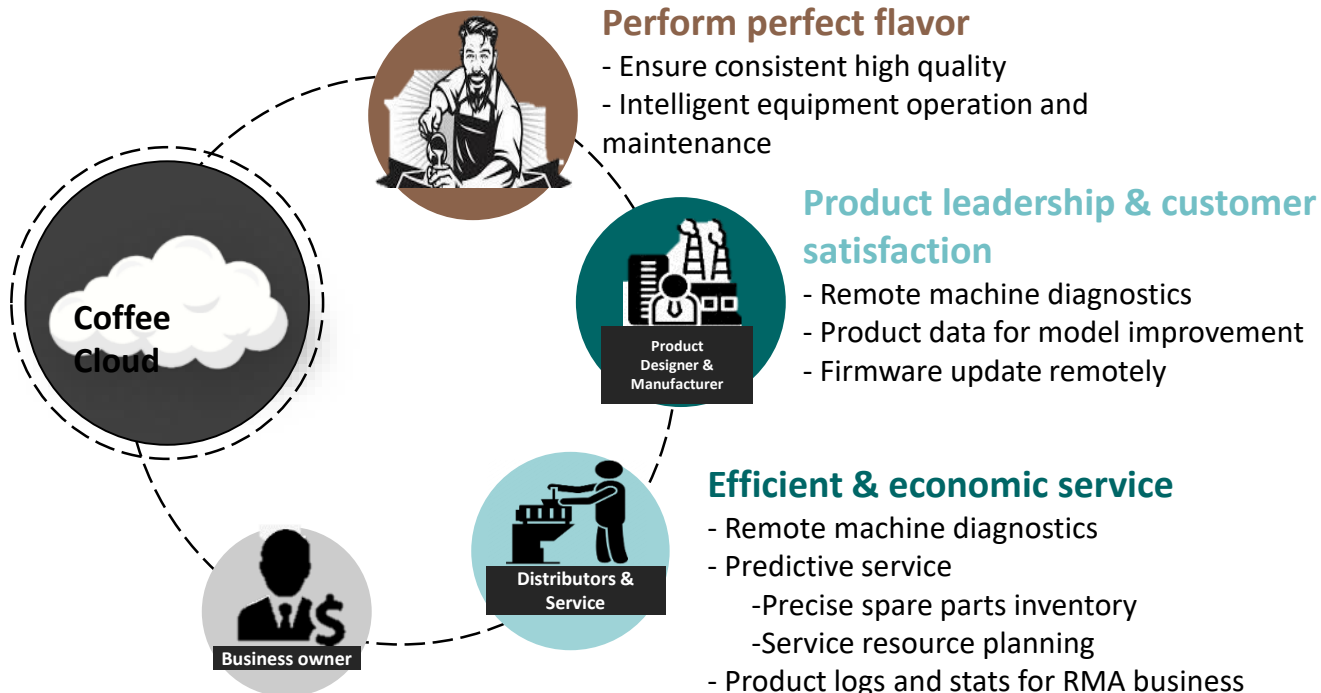 Perform perfect flavor
- Ensure consistent high quality
- Intelligent equipment operation and
maintenance
Coffee
Cloud
Product leadership & customer
satisfaction
- Remote machine diagnostics
- Product data for model improvement
- Firmware update remotely
Product
Designer &
Manufacturer
Efficient & economic service
- Remote machine diagnostics
- Predictive service
-Precise spare parts inventory
-Service resource planning
- Product logs and stats for RMA business
Distributors &
Service
$
Business owner